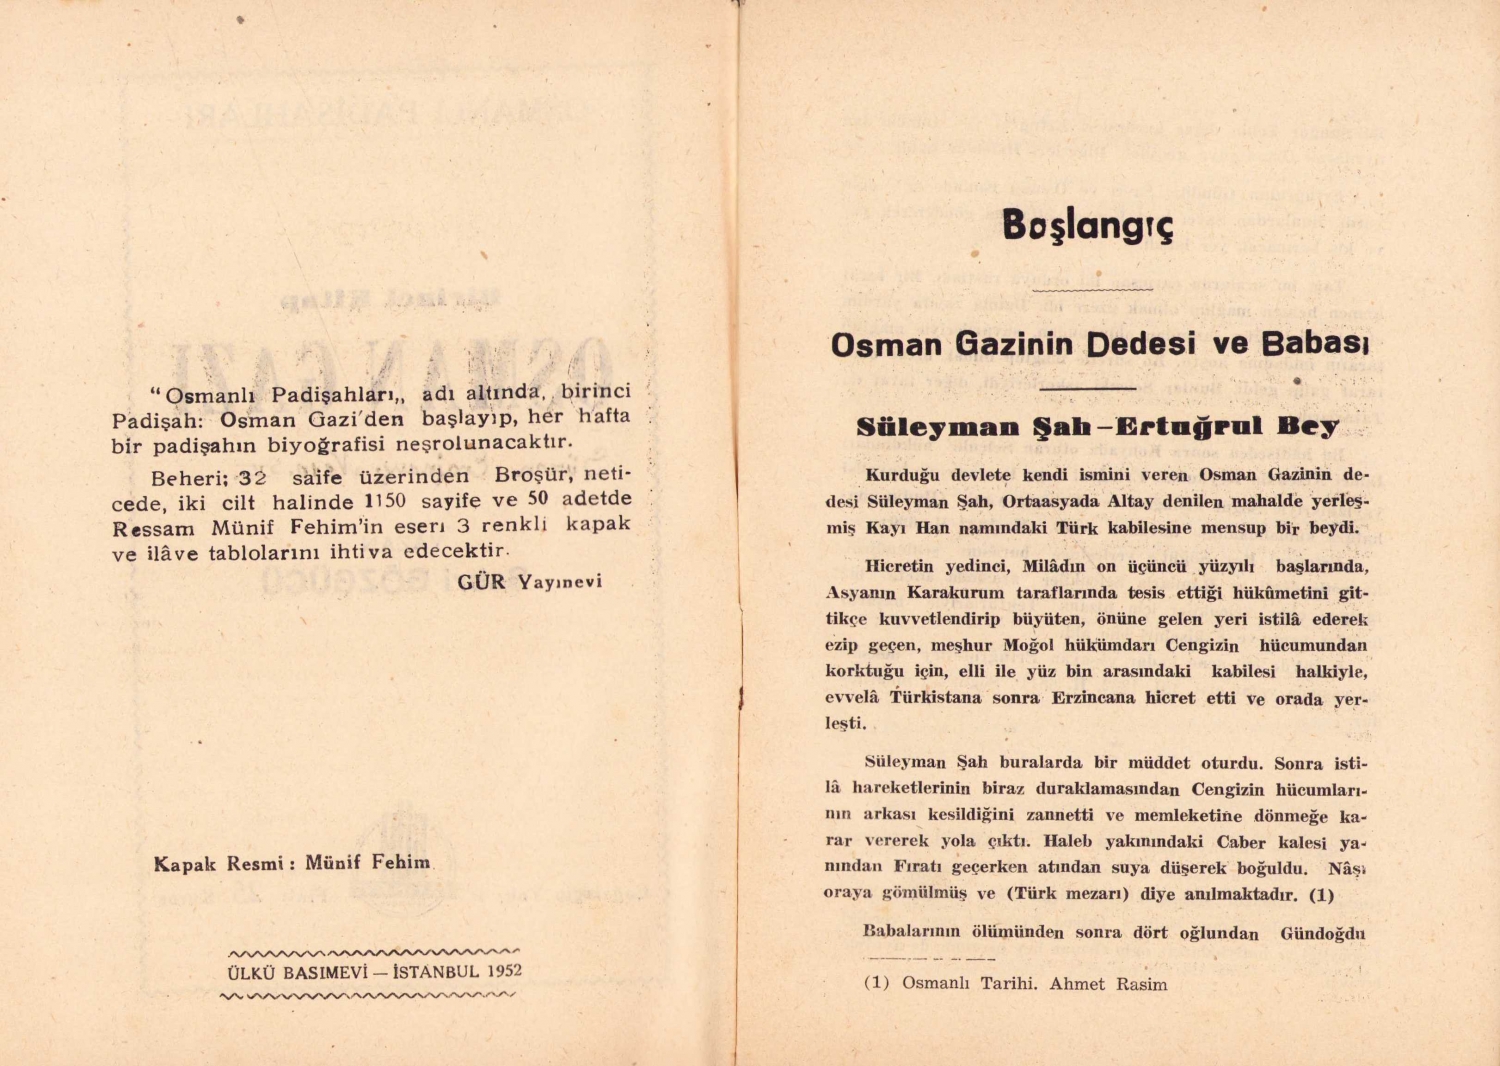 “Osmanlı Padişahları„ adı altında, birinci
Padişah: Osman Gazi'den başlayıp, her hafta
bir padişahın biyoğrafisi neşrolunacaktır.
Beheri; 32 saife üzerinden Broşür, neti-
cede, iki cilt halinde 1150 sayife ve 50 adetde
Ressam Münif Fehim'in eseri 3 renkli kapak
ve ilâve tablolarını ihtiva edecektir.
GÜR Yayınevi
Kapak Resmi : Münif Fehim
ÜLKÜ BASIMEVİ — İSTANBUL 1952
Başlangıç
Osman Gazinin Dedesi ve Babası
Süleyman Şah – Ertuğrul Bey
Kurduğu devlete kendi ismini veren Osman Gazinin de-
desi Süleyman Şah, Ortaasyada Altay denilen mahalde yerleş-
miş Kayı Han namındaki Türk kabilesine mensup bir beydi.
Hicretin yedinci, Milâdın on üçüncü yüzyılı başlarında,
Asyanın Karakurum taraflarında tesis ettiği hükûmetini git-
tikçe kuvvetlendirip büyüten, önüne gelen yeri istilâ ederek
ezip geçen, meşhur Moğol hükümdarı Cengizin hücumundan
korktuğu için, elli ile yüz bin arasındaki kabilesi halkiyle,
evvelâ Türkistana sonra Erzincana hicret etti ve orada yer-
leşti.
Süleyman Şah buralarda bir müddet oturdu. Sonra isti-
lâ hareketlerinin biraz duraklamasından Cengizin hücumları-
nın arkası kesildiğini zannetti ve memleketine dönmeğe ka-
rar vererek yola çıktı. Haleb yakınındaki Caber kalesi ya-
nından Fıratı geçerken atından suya düşerek boğuldu. Nâşı
oraya gömülmüş ve (Türk mezarı) diye anılmaktadır. (1)
Babalarının ölümünden sonra dört oğlundan Gündoğdu
(1) Osmanlı Tarihi. Ahmet Rasim